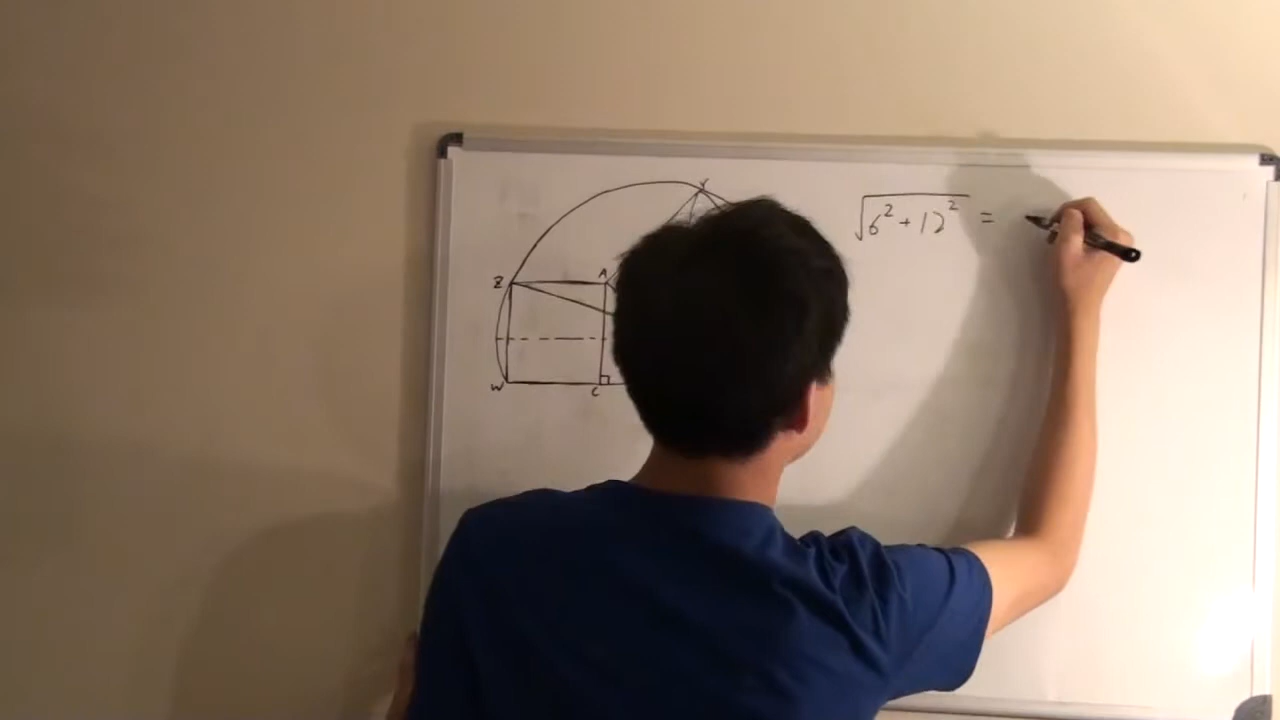 Y
√6² + 12² =
Z A
W C